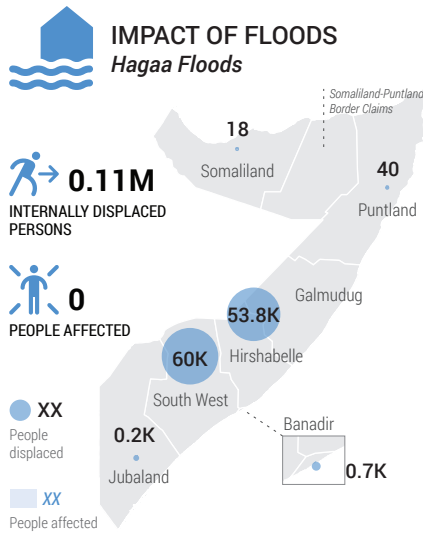 IMPACT OF FLOODS
Hagaa Floods
Somaliland-Puntland
Border Claims
18
Somaliland
40
Puntland
0.11M
INTERNALLY DISPLACED
PERSONS
0
PEOPLE AFFECTED
Galmudug
53.8K
Hirshabelle
60K
South West
XX
People
displaced
0.2K
Jubaland
Banadir
0.7K
XX
People affected